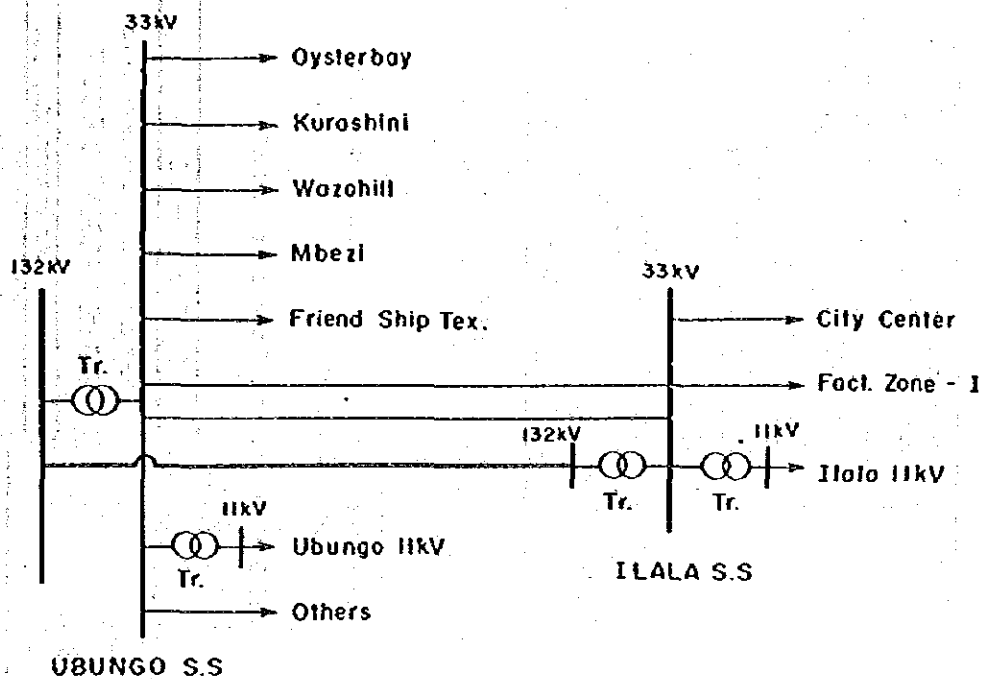 33kV
Oysterbay
Kurashini
Wazohill
Mbezi
132kV
33kV
Friend Ship Tex.
City Center
Tr.
Fact. Zone - I
132kV
11kV
Ilala 11kV
Tr.
Tr.
11kV
Ubungo 11kV
Tr.
ILALA S.S
Others
UBUNGO S.S